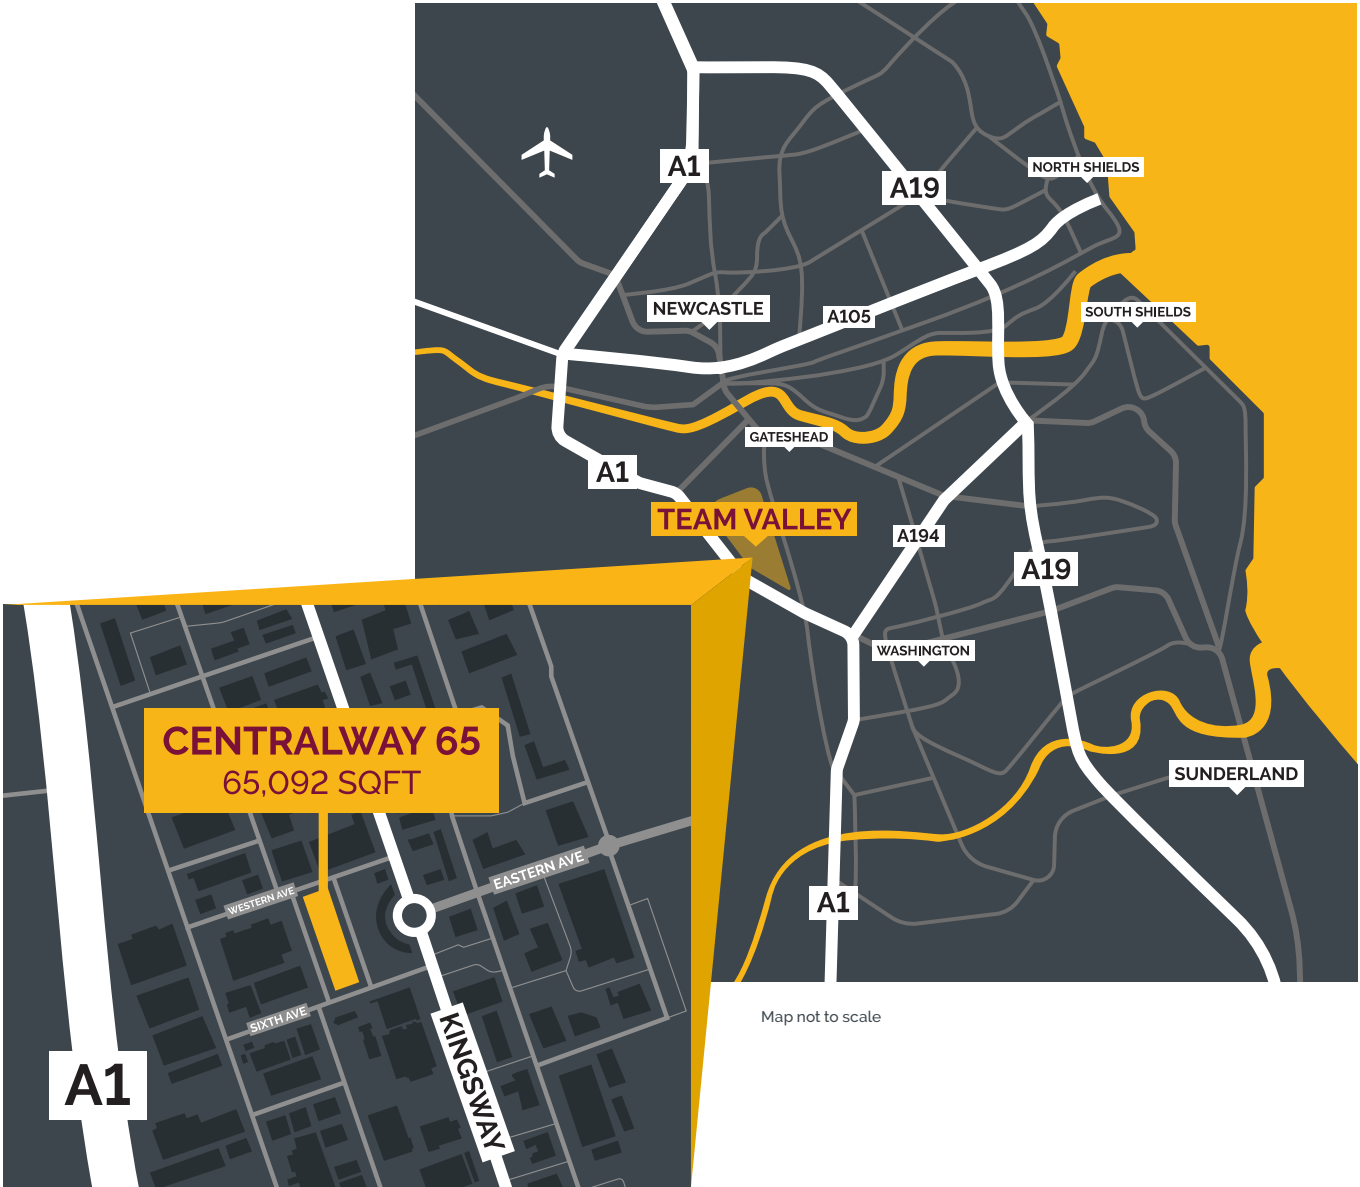 A1
A19
NORTH SHIELDS
NEWCASTLE
A105
SOUTH SHIELDS
GATESHEAD
A1
TEAM VALLEY
A194
A19
WASHINGTON
SUNDERLAND
A1
Map not to scale
CENTRALWAY 65
65,092 SQFT
EASTERN AVE
WESTERN AVE
SIXTH AVE
KINGSWAY
A1